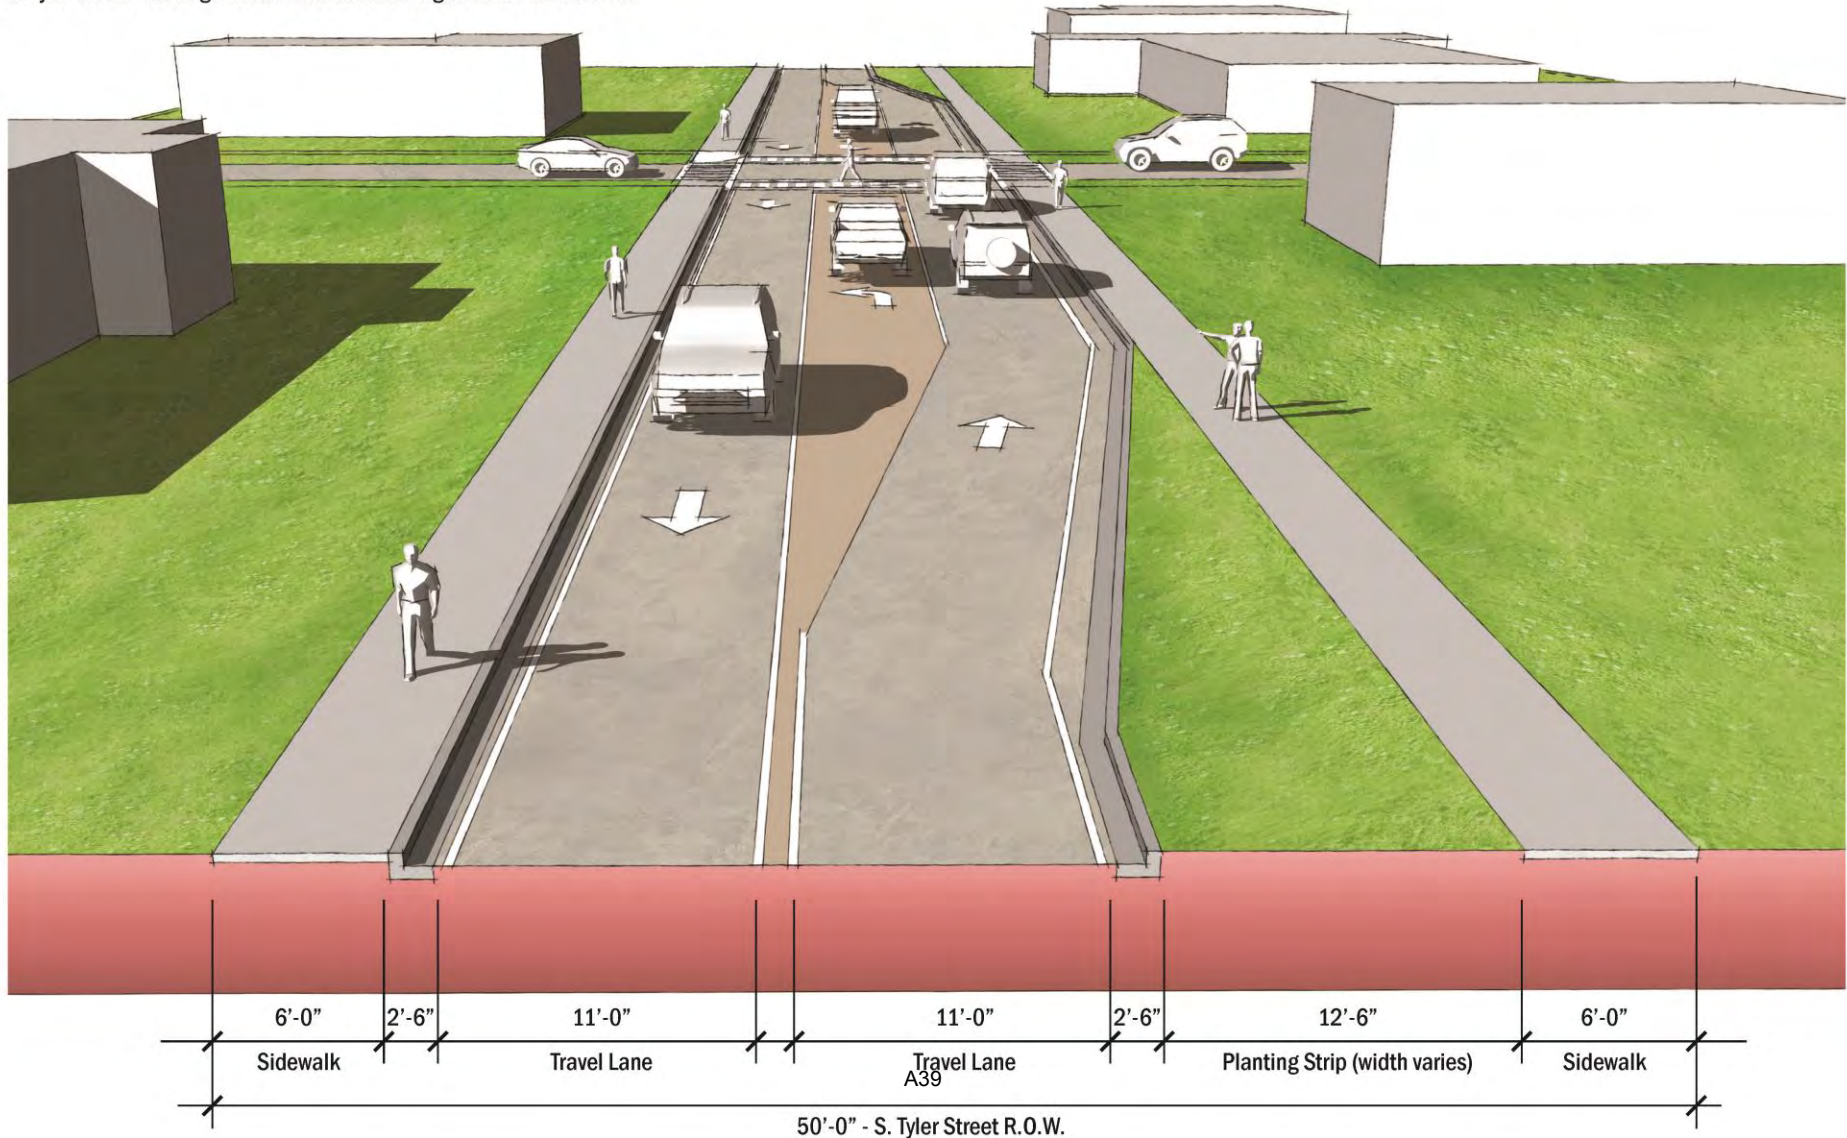 6’-0” 2’-6” 11’-0” 11’-0” 2’-6” 12’-6” 6’-0”
Sidewalk Travel Lane Travel Lane Planting Strip (width varies) Sidewalk
A39
50’-0” - S. Tyler Street R.O.W.